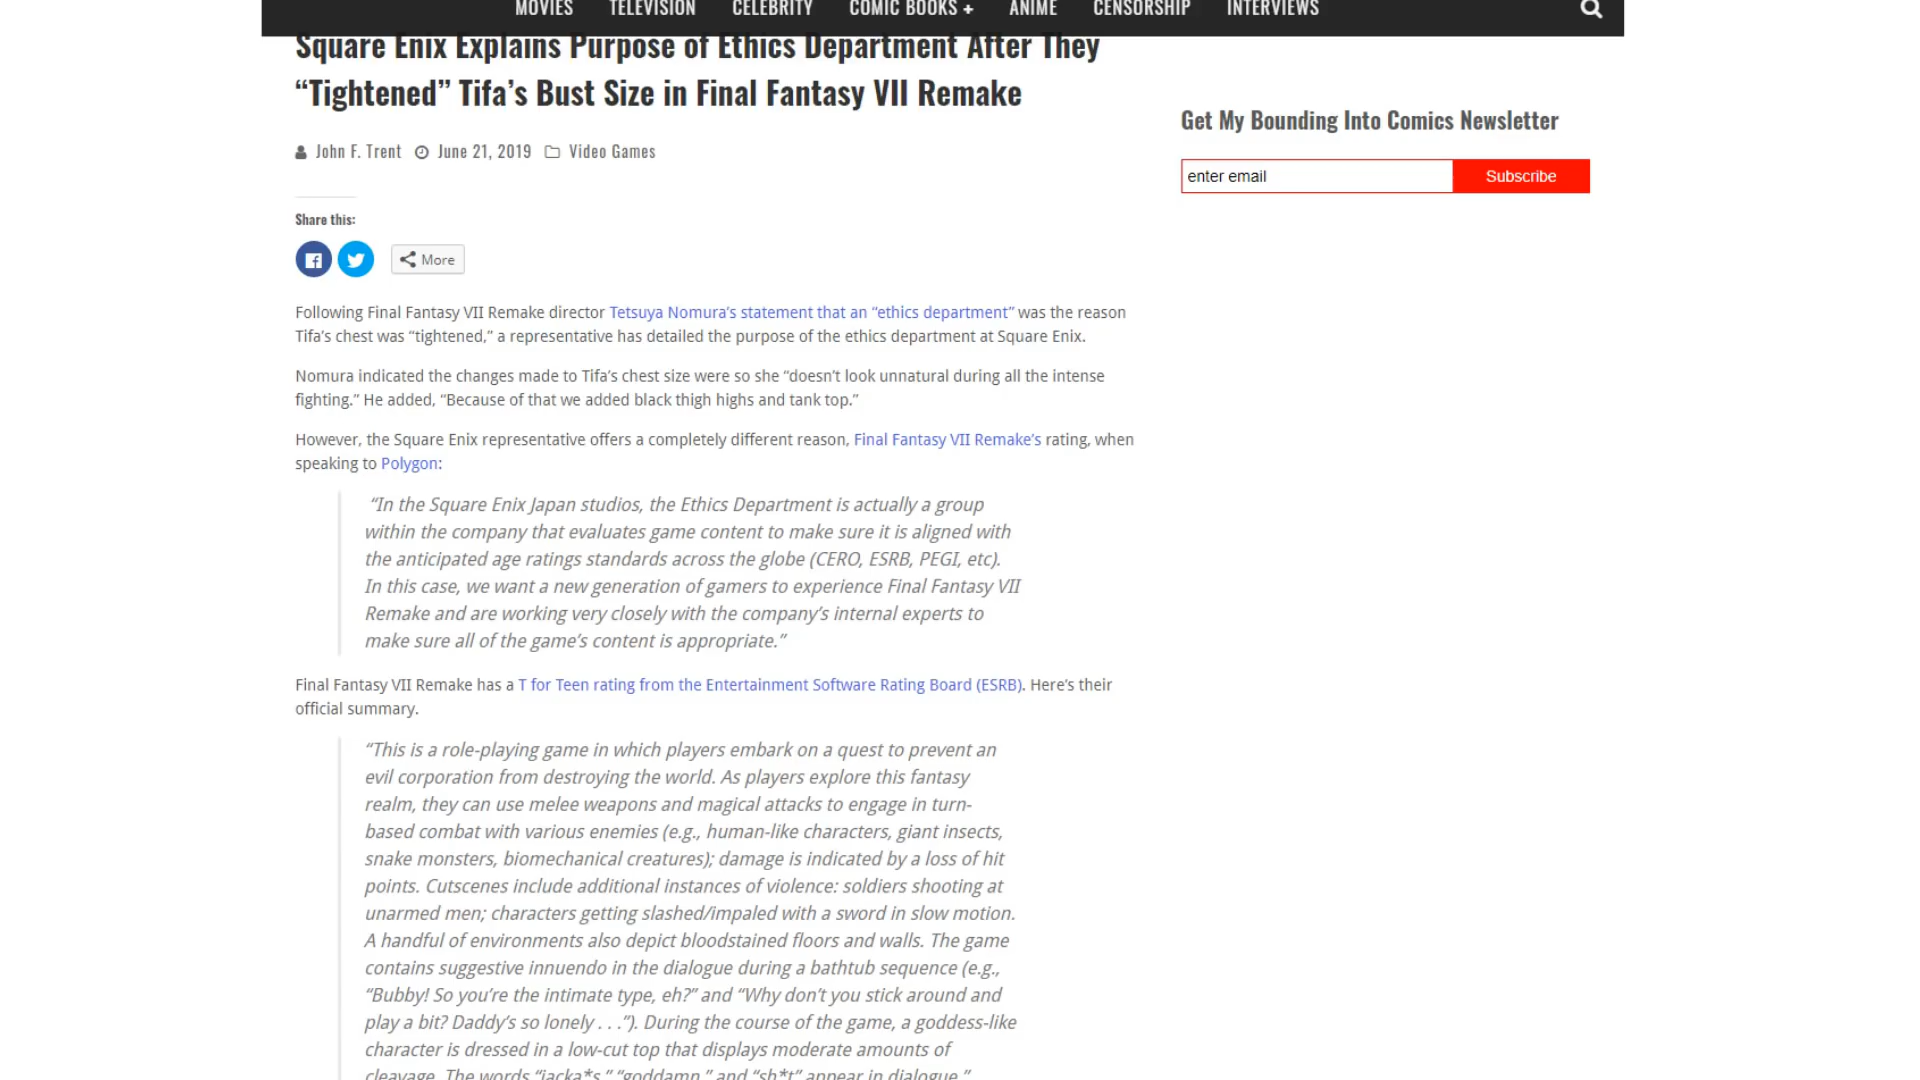 MOVIES TELEVISION CELEBRITY COMIC BOOKS + ANIME CENSORSHIP INTERVIEWS
Square Enix Explains Purpose of Ethics Department After They
“Tightened” Tifa’s Bust Size in Final Fantasy VII Remake
John F. Trent June 21, 2019 Video Games
Share this:
More
Following Final Fantasy VII Remake director Tetsuya Nomura’s statement that an “ethics department” was the reason
Tifa’s chest was “tightened,” a representative has detailed the purpose of the ethics department at Square Enix.
Nomura indicated the changes made to Tifa’s chest size were so she “doesn’t look unnatural during all the intense
fighting.” He added, “Because of that we added black thigh highs and tank top.”
However, the Square Enix representative offers a completely different reason, Final Fantasy VII Remake’s rating, when
speaking to Polygon:
“In the Square Enix Japan studios, the Ethics Department is actually a group
within the company that evaluates game content to make sure it is aligned with
the anticipated age ratings standards across the globe (CERO, ESRB, PEGI, etc).
In this case, we want a new generation of gamers to experience Final Fantasy VII
Remake and are working very closely with the company’s internal experts to
make sure all of the game’s content is appropriate.”
Final Fantasy VII Remake has a T for Teen rating from the Entertainment Software Rating Board (ESRB). Here’s their
official summary.
“This is a role-playing game in which players embark on a quest to prevent an
evil corporation from destroying the world. As players explore this fantasy
realm, they can use melee weapons and magical attacks to engage in turn-
based combat with various enemies (e.g., human-like characters, giant insects,
snake monsters, biomechanical creatures); damage is indicated by a loss of hit
points. Cutscenes include additional instances of violence: soldiers shooting at
unarmed men; characters getting slashed/impaled with a sword in slow motion.
A handful of environments also depict bloodstained floors and walls. The game
contains suggestive innuendo in the dialogue during a bathtub sequence (e.g.,
“Bubby! So you’re the intimate type, eh?” and “Why don’t you stick around and
play a bit? Daddy’s so lonely . . .”). During the course of the game, a goddess-like
character is dressed in a low-cut top that displays moderate amounts of
cleavage. The words “jacka*s,” “goddamn,” and “sh*t” appear in dialogue.”
Get My Bounding Into Comics Newsletter
enter email Subscribe